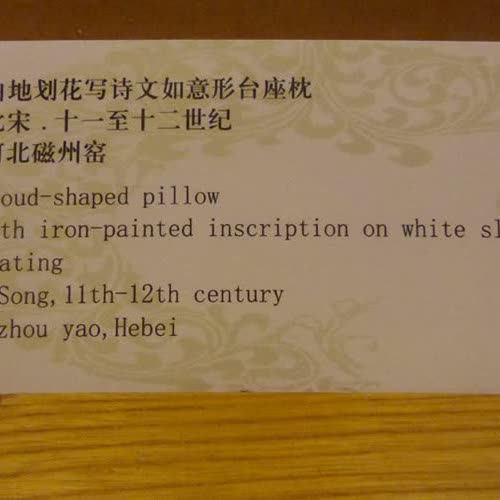 地划花写诗文如意形台座枕
宋．十一至十二世纪
北磁州窑
oud-shaped pillow
th iron-painted inscription on white sl
ating
Song,11th-12th century
zhou yao,Hebei